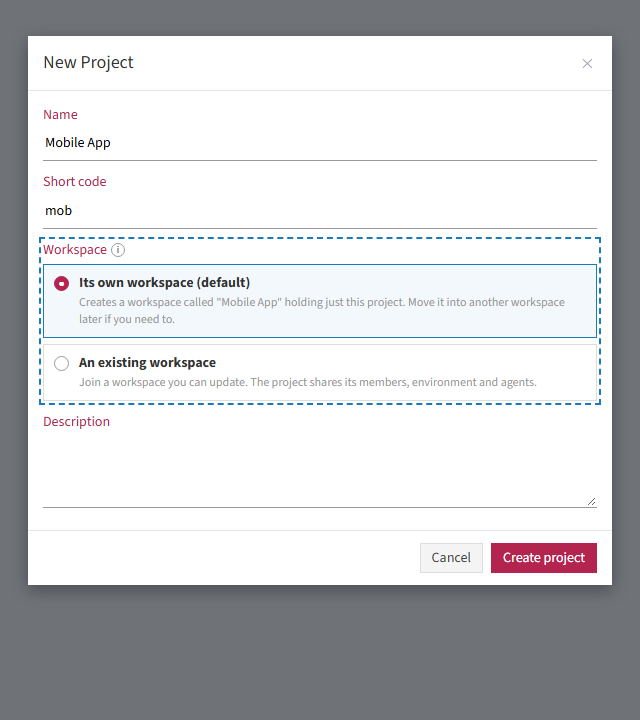 New Project
Name
Mobile App
Short code
mob
Workspace
Its own workspace (default)
Creates a workspace called "Mobile App" holding just this project. Move it into another workspace
later if you need to.
An existing workspace
Join a workspace you can update. The project shares its members, environment and agents.
Description
Cancel
Create project